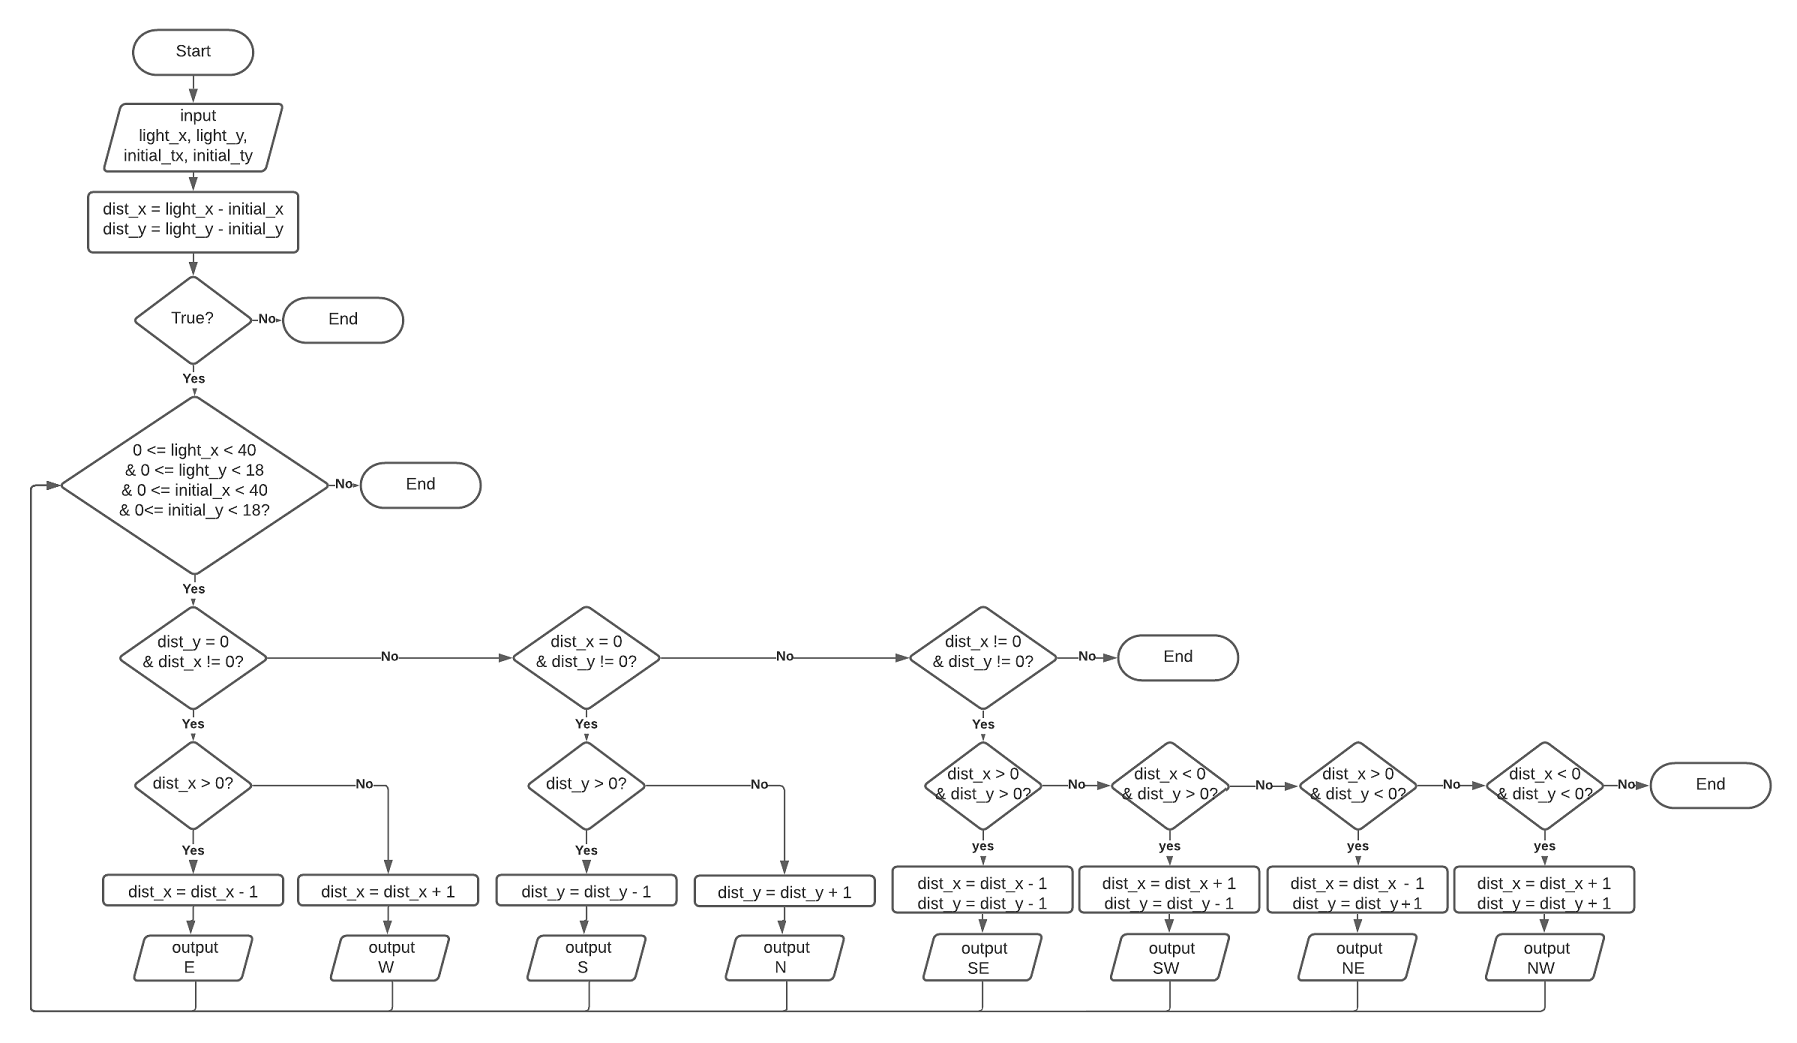 Start
input
light_x, light_y,
initial_tx, initial_ty
dist_x = light_x - initial_x
dist_y = light_y - initial_y
True?
No
End
Yes
0 <= light_x < 40
& 0 <= light_y < 18
& 0 <= initial_x < 40
& 0<= initial_y < 18?
No
End
Yes
dist_y = 0
& dist_x != 0?
No
dist_x = 0
& dist_y != 0?
No
dist_x != 0
& dist_y != 0?
No
End
Yes
Yes
Yes
dist_x > 0?
No
dist_y > 0?
No
dist_x > 0
& dist_y > 0?
No
dist_x < 0
& dist_y > 0?
No
dist_x > 0
& dist_y < 0?
No
dist_x < 0
& dist_y < 0?
No
End
Yes
Yes
yes
yes
yes
yes
dist_x = dist_x - 1
dist_x = dist_x + 1
dist_y = dist_y - 1
dist_y = dist_y + 1
dist_x = dist_x - 1
dist_y = dist_y - 1
dist_x = dist_x + 1
dist_y = dist_y - 1
dist_x = dist_x - 1
dist_y = dist_y+1
dist_x = dist_x + 1
dist_y = dist_y + 1
output
E
output
W
output
S
output
N
output
SE
output
SW
output
NE
output
NW